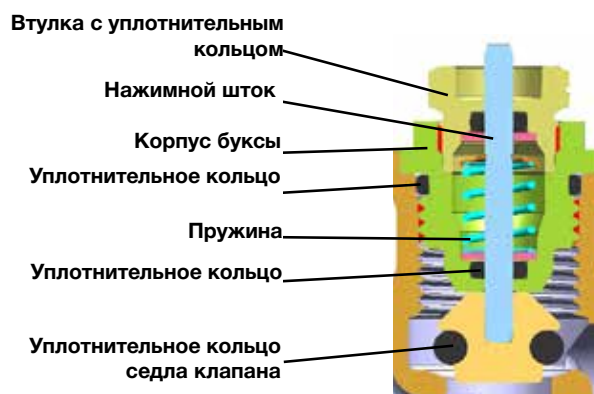 Втулка с уплотнительным
кольцом
Нажимной шток
Корпус буксы
Уплотнительное кольцо
Пружина
Уплотнительное кольцо
Уплотнительное кольцо
седла клапана